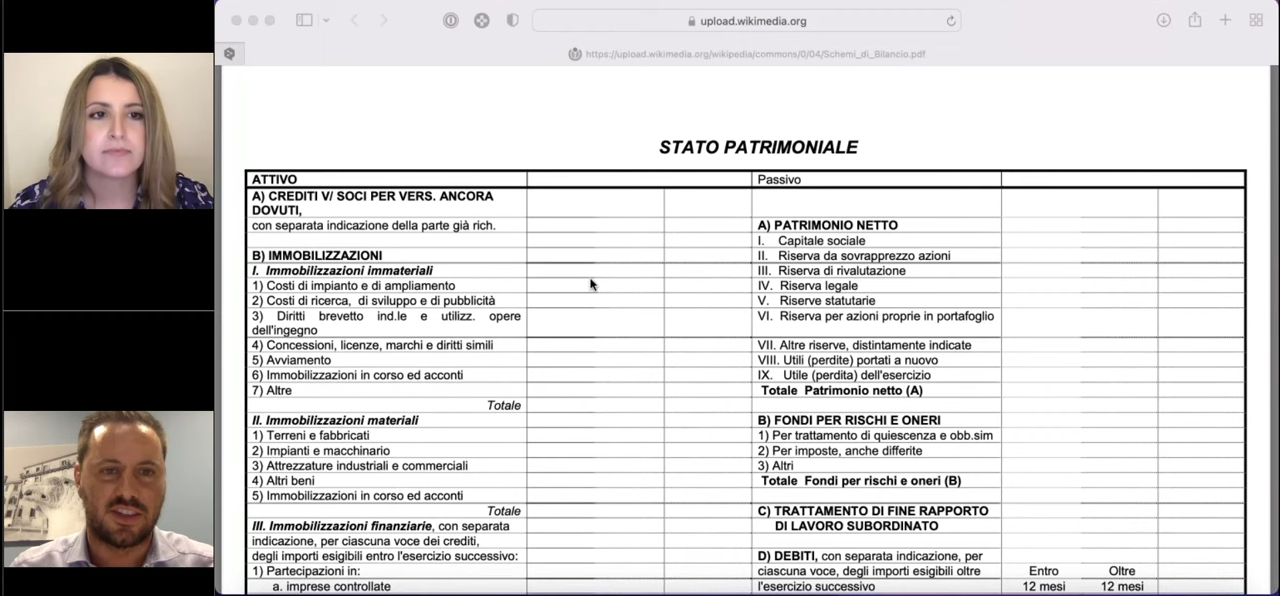 upload.wikimedia.org
https://upload.wikimedia.org/wikipedia/commons/0/04/Schemi_di_Bilancio.pdf
STATO PATRIMONIALE
ATTIVO
A) CREDITI V/ SOCI PER VERS. ANCORA
DOVUTI,
con separata indicazione della parte già rich.
B) IMMOBILIZZAZIONI
I. Immobilizzazioni immateriali
1) Costi di impianto e di ampliamento
2) Costi di ricerca, di sviluppo e di pubblicità
3) Diritti brevetto ind.le e utilizz. opere
dell'ingegno
4) Concessioni, licenze, marchi e diritti simili
5) Avviamento
6) Immobilizzazioni in corso ed acconti
7) Altre
Totale
II. Immobilizzazioni materiali
1) Terreni e fabbricati
2) Impianti e macchinario
3) Attrezzature industriali e commerciali
4) Altri beni
5) Immobilizzazioni in corso ed acconti
Totale
III. Immobilizzazioni finanziarie, con separata
indicazione, per ciascuna voce dei crediti,
degli importi esigibili entro l'esercizio successivo:
1) Partecipazioni in:
a. imprese controllate
Passivo
A) PATRIMONIO NETTO
I. Capitale sociale
II. Riserva da sovrapprezzo azioni
III. Riserva di rivalutazione
IV. Riserva legale
V. Riserve statutarie
VI. Riserva per azioni proprie in portafoglio
VII. Altre riserve, distintamente indicate
VIII. Utili (perdite) portati a nuovo
IX. Utile (perdita) dell'esercizio
Totale Patrimonio netto (A)
B) FONDI PER RISCHI E ONERI
1) Per trattamento di quiescenza e obb.sim
2) Per imposte, anche differite
3) Altri
Totale Fondi per rischi e oneri (B)
C) TRATTAMENTO DI FINE RAPPORTO
DI LAVORO SUBORDINATO
D) DEBITI, con separata indicazione, per
ciascuna voce, degli importi esigibili oltre
l'esercizio successivo
Entro
12 mesi
Oltre
12 mesi